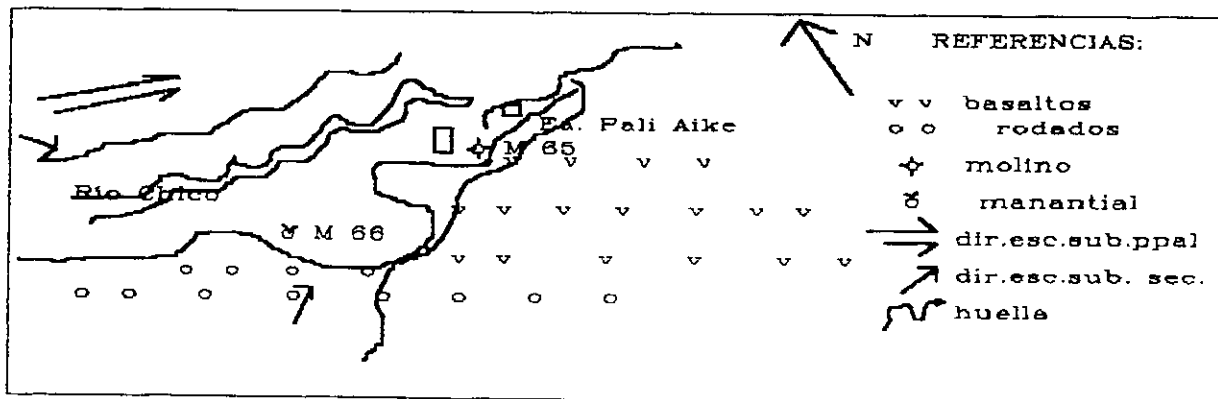 N REFERENCIAS:
v v basaltos
o o rodados
molino
manantial
dir.esc.sub.ppal
dir.esc.sub. sec.
huella
Ea. Pali Aike
M 65
Río Chico
M 66